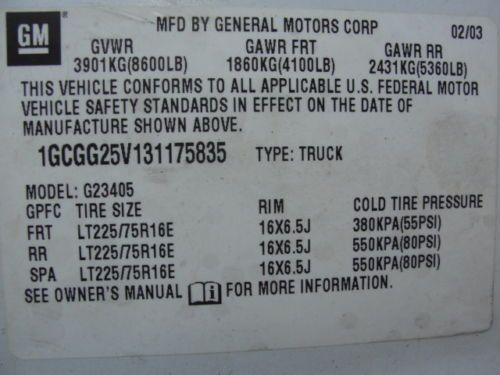 GM
MFD BY GENERAL MOTORS CORP 02/03
GVWR GAWR FRT GAWR RR
3901KG(8600LB) 1860KG(4100LB) 2431KG(5360LB)
THIS VEHICLE CONFORMS TO ALL APPLICABLE U.S. FEDERAL MOTOR
VEHICLE SAFETY STANDARDS IN EFFECT ON THE DATE OF
MANUFACTURE SHOWN ABOVE.
1GCGG25V131175835 TYPE: TRUCK
MODEL: G23405
GPFC TIRE SIZE RIM COLD TIRE PRESSURE
FRT LT225/75R16E 16X6.5J 380KPA(55PSI)
RR LT225/75R16E 16X6.5J 550KPA(80PSI)
SPA LT225/75R16E 16X6.5J 550KPA(80PSI)
SEE OWNER'S MANUAL i FOR MORE INFORMATION.